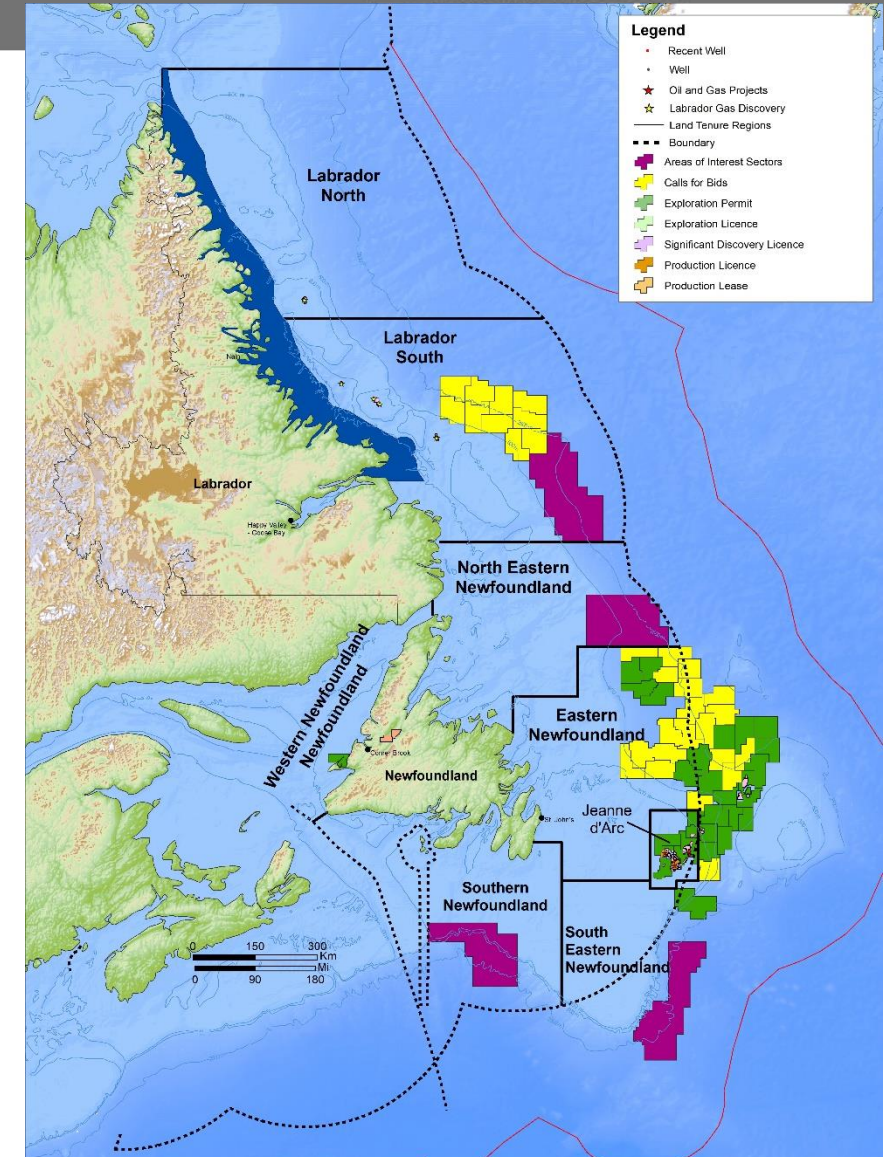 Legend
Recent Well
Well
Oil and Gas Projects
Labrador Gas Discovery
Land Tenure Regions
Boundary
Areas of Interest Sectors
Calls for Bids
Exploration Permit
Exploration Licence
Significant Discovery Licence
Production Licence
Production Lease
Labrador
North
Labrador
South
Nain
Labrador
Happy Valley
- Goose Bay
North Eastern
Newfoundland
Western Newfoundland
Newfoundland
Eastern
Newfoundland
Corner Brook
Newfoundland
St. John's
Jeanne
d'Arc
Southern
Newfoundland
South
Eastern
Newfoundland
0 150 300
Km
Mi
0 90 180